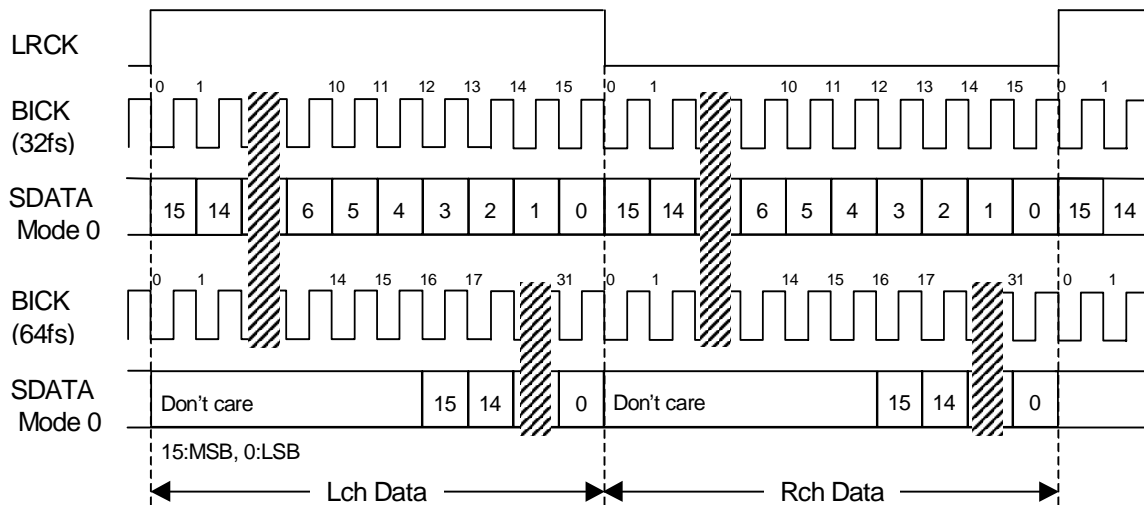 LRCK
0 1 10 11 12 13 14 15 0 1 10 11 12 13 14 15 0 1
BICK
(32fs)
SDATA
Mode 0
15 14 6 5 4 3 2 1 0 15 14 6 5 4 3 2 1 0 15 14
0 1 14 15 16 17 31 0 1 14 15 16 17 31 0 1
BICK
(64fs)
SDATA
Mode 0
Don't care 15 14 0 Don't care 15 14 0
15:MSB, 0:LSB
Lch Data Rch Data